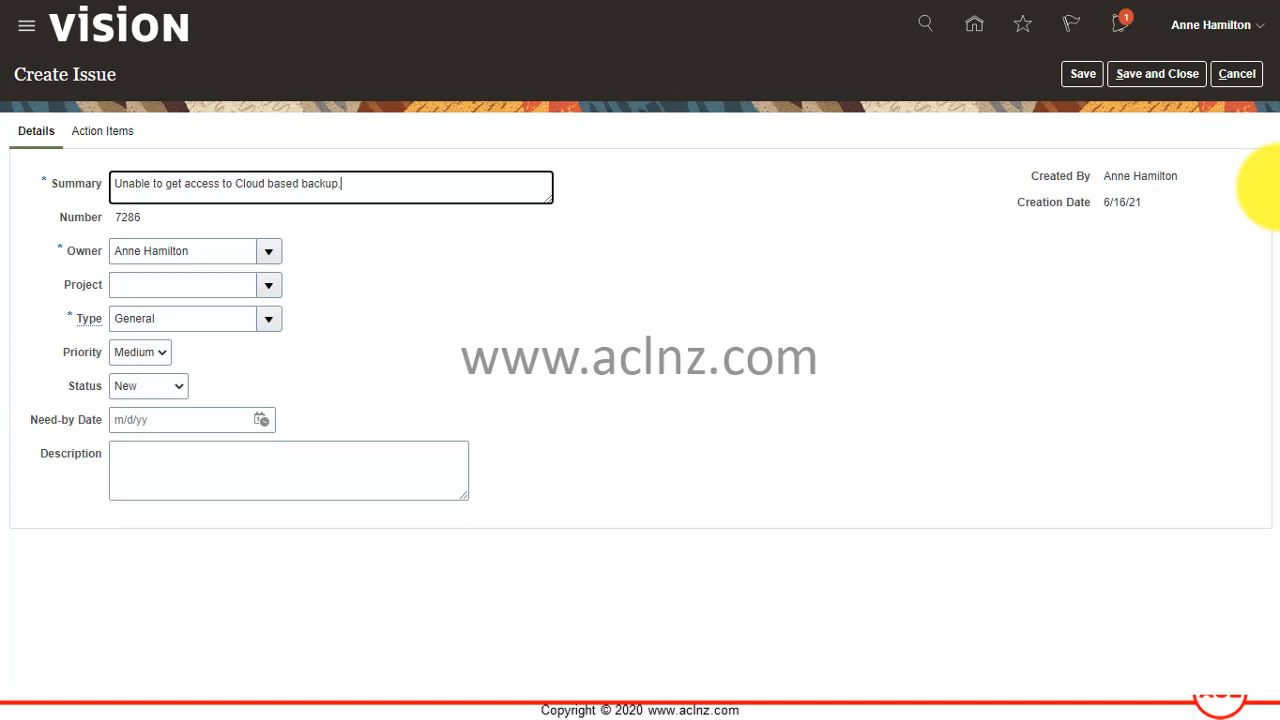 VISION
1
Anne Hamilton
Create Issue
Save
Save and Close
Cancel
Details
Action Items
* Summary
Unable to get access to Cloud based backup.
Created By Anne Hamilton
Number 7286
Creation Date 6/16/21
* Owner Anne Hamilton
Project
* Type General
Priority Medium
www.aclnz.com
Status New
Need-by Date m/d/yy
Description
Copyright © 2020 www.aclnz.com